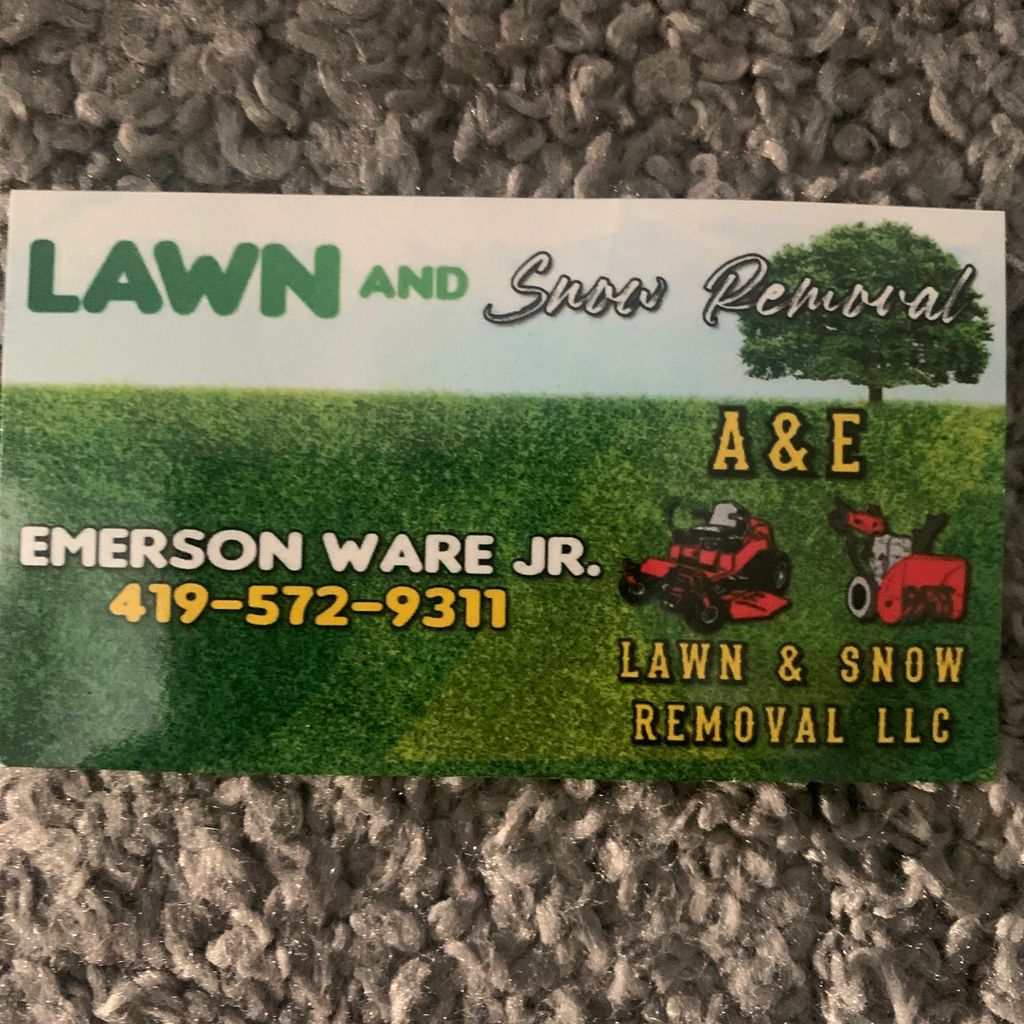 LAWN AND Snow Removal
A & E
EMERSON WARE JR.
419-572-9311
LAWN & SNOW
REMOVAL LLC